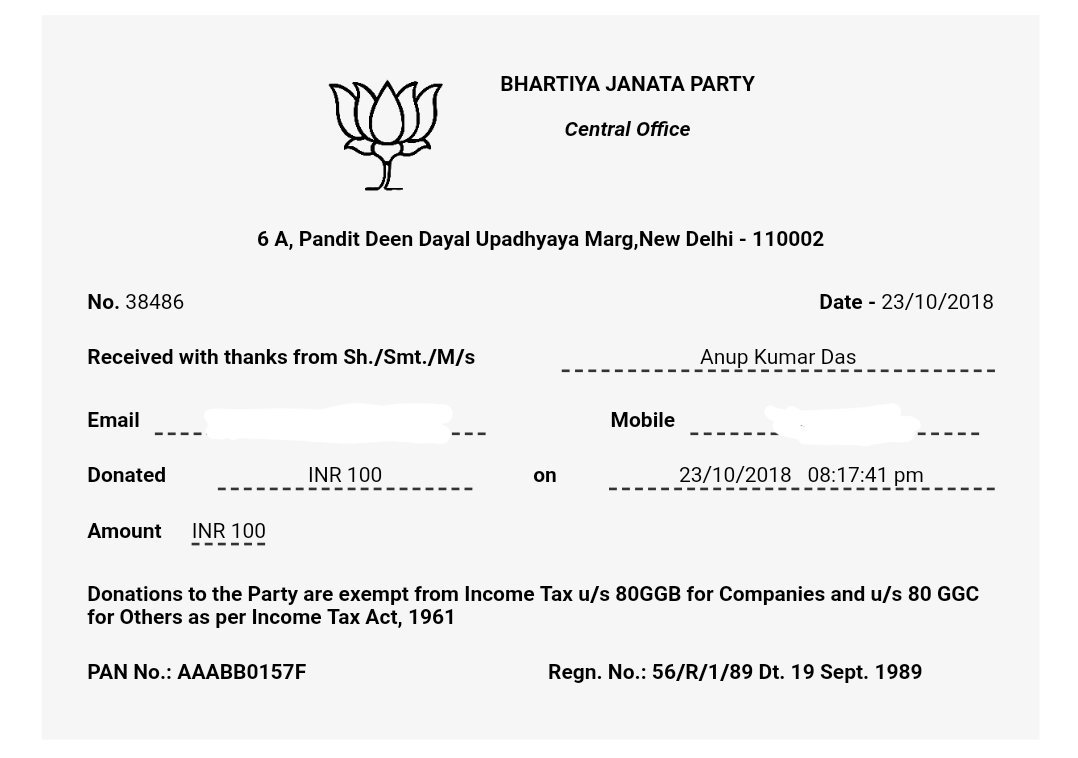 BHARTIYA JANATA PARTY
Central Office
6 A, Pandit Deen Dayal Upadhyaya Marg,New Delhi - 110002
No. 38486 Date - 23/10/2018
Received with thanks from Sh./Smt./M/s Anup Kumar Das
Email Mobile
Donated INR 100 on 23/10/2018 08:17:41 pm
Amount INR 100
Donations to the Party are exempt from Income Tax u/s 80GGB for Companies and u/s 80 GGC
for Others as per Income Tax Act, 1961
PAN No.: AAABB0157F Regn. No.: 56/R/1/89 Dt. 19 Sept. 1989